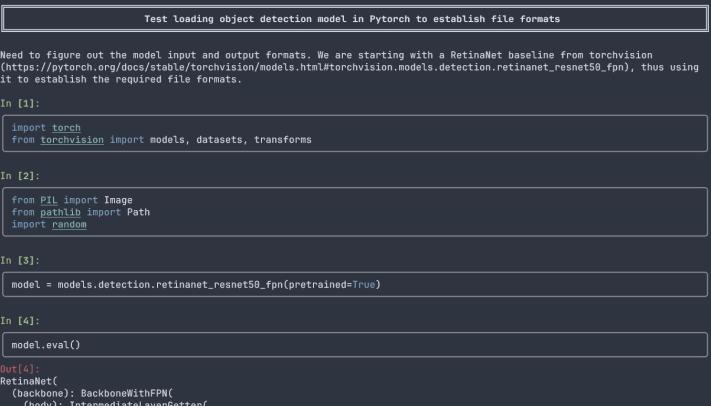 Test loading object detection model in Pytorch to establish file formats
Need to figure out the model input and output formats. We are starting with a RetinaNet baseline from torchvision
(https://pytorch.org/docs/stable/torchvision/models.html#torchvision.models.detection.retinanet_resnet50_fpn), thus using
it to establish the required file formats.
In [1]:
import torch
from torchvision import models, datasets, transforms
In [2]:
from PIL import Image
from pathlib import Path
import random
In [3]:
model = models.detection.retinanet_resnet50_fpn(pretrained=True)
In [4]:
model.eval()
Out[4]:
RetinaNet(
(backbone): BackboneWithFPN(
(body): IntermediateLayerGetter(